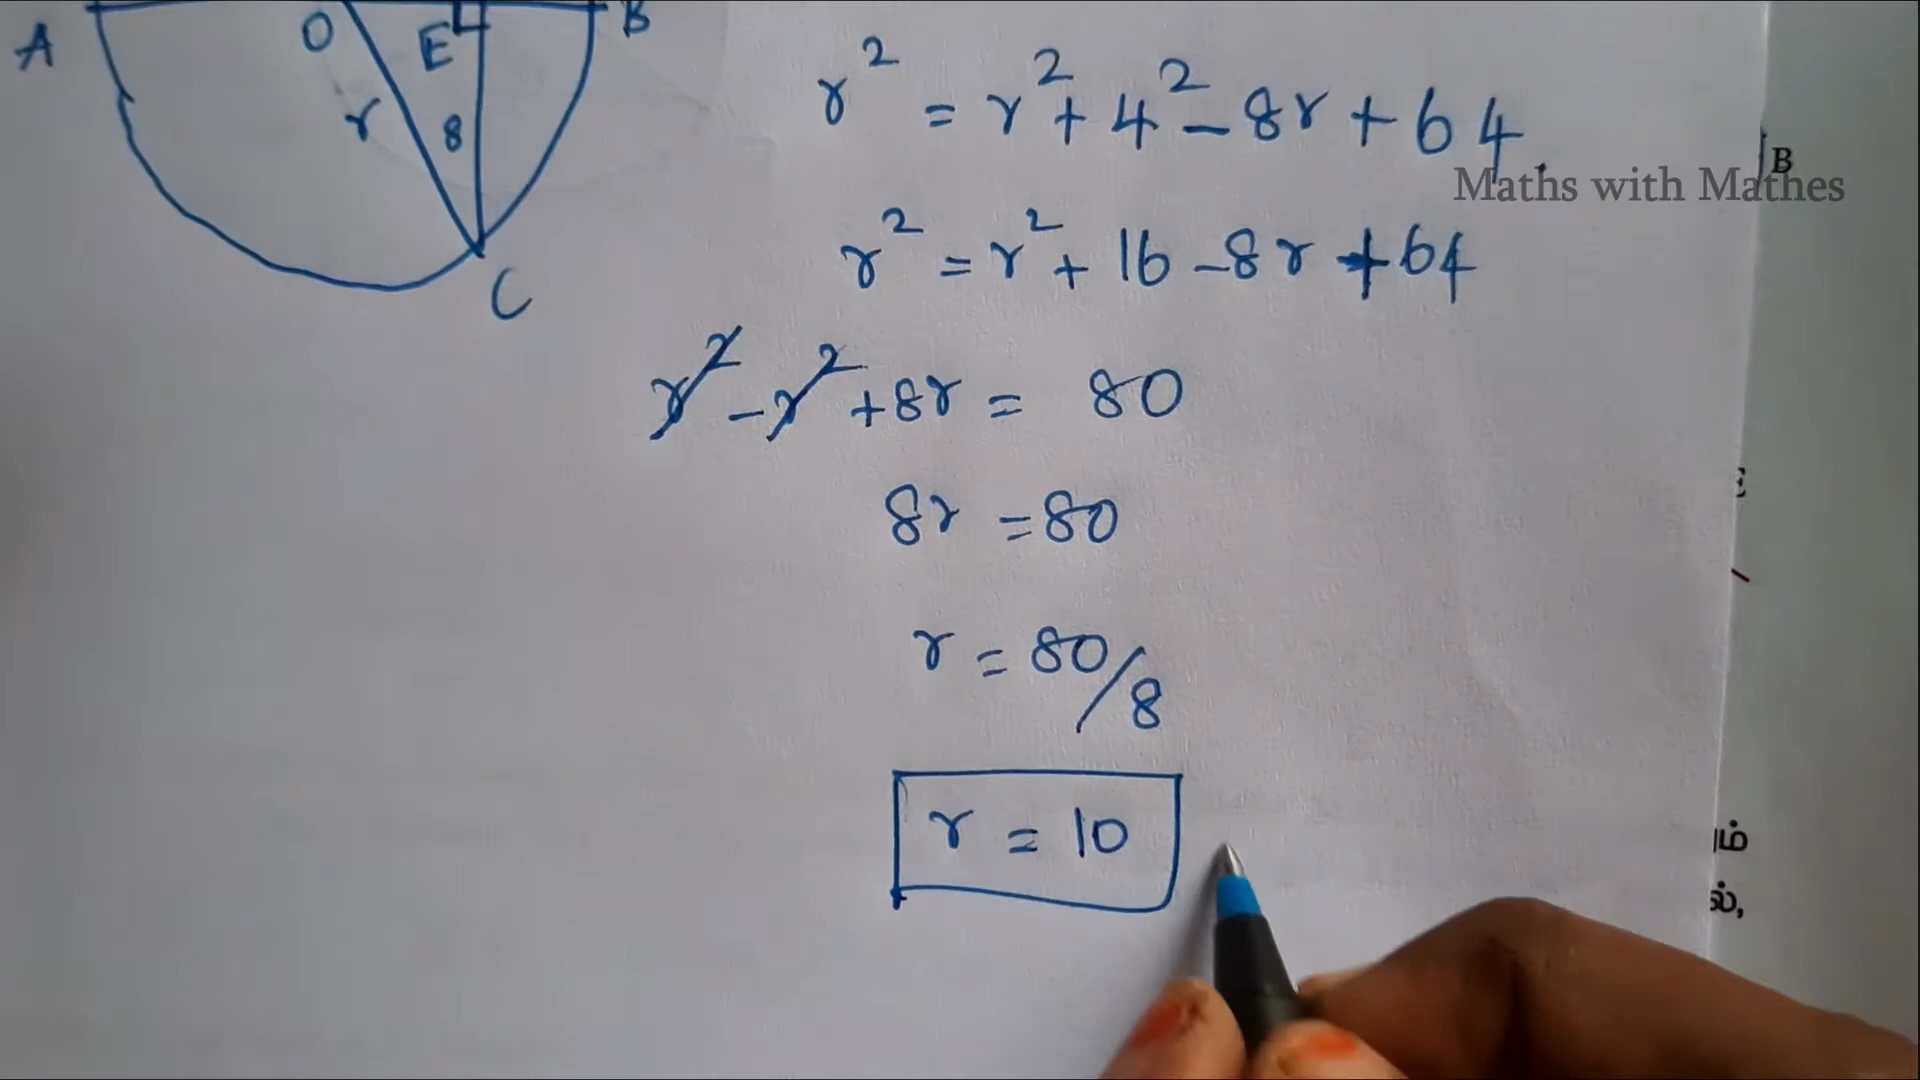 A O E B
r 8
C
r² = r² + 4² - 8r + 64
Maths with Mathes
B
r² = r² + 16 - 8r + 64
r² - r² + 8r = 80
8r = 80
r = 80/8
r = 10